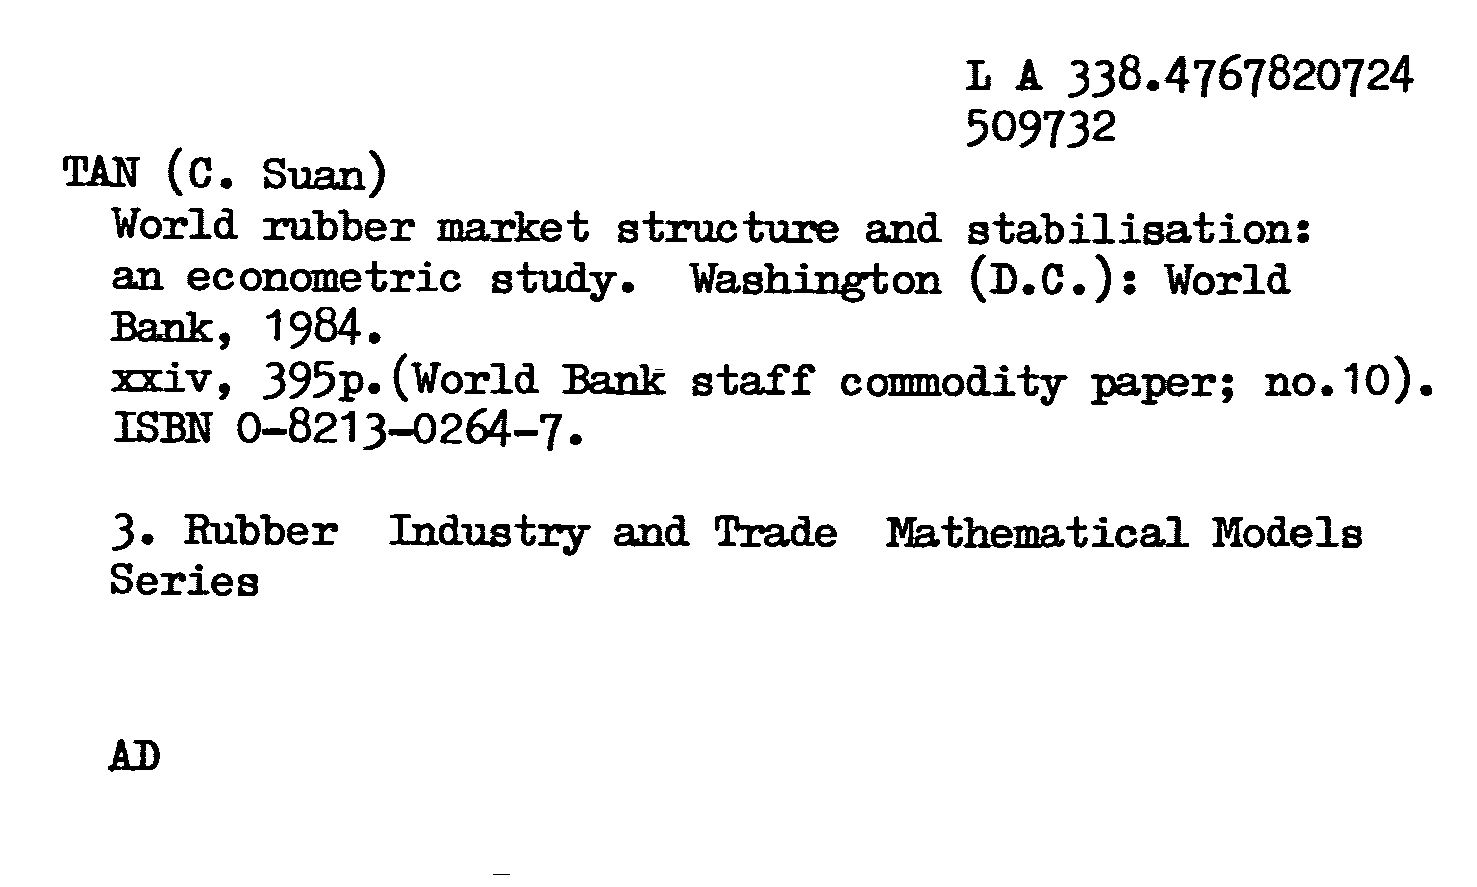 L A 338.4767820724
509732
TAN (C. Suan)
World rubber market structure and stabilisation:
an econometric study. Washington (D.C.): World
Bank, 1984.
xxiv, 395p.(World Bank staff commodity paper; no.10).
ISBN 0-8213-0264-7.
3. Rubber Industry and Trade Mathematical Models
Series
AD